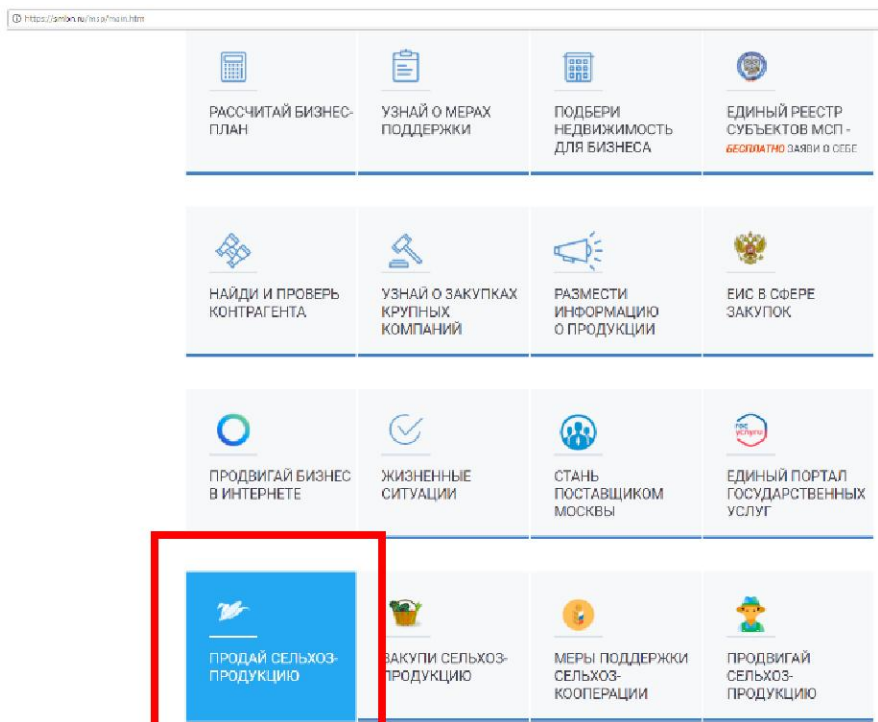 https://smbn.ru/insp/main.htm
РАССЧИТАЙ БИЗНЕС-
ПЛАН
УЗНАЙ О МЕРАХ
ПОДДЕРЖКИ
ПОДБЕРИ
НЕДВИЖИМОСТЬ
ДЛЯ БИЗНЕСА
ЕДИНЫЙ РЕЕСТР
СУБЪЕКТОВ МСП -
БЕСПЛАТНО ЗАЯВИ О СЕБЕ
НАЙДИ И ПРОВЕРЬ
КОНТРАГЕНТА
УЗНАЙ О ЗАКУПКАХ
КРУПНЫХ
КОМПАНИЙ
РАЗМЕСТИ
ИНФОРМАЦИЮ
О ПРОДУКЦИИ
ЕИС В СФЕРЕ
ЗАКУПОК
ПРОДВИГАЙ БИЗНЕС
В ИНТЕРНЕТЕ
ЖИЗНЕННЫЕ
СИТУАЦИИ
СТАНЬ
ПОСТАВЩИКОМ
МОСКВЫ
гос
услуги
ЕДИНЫЙ ПОРТАЛ
ГОСУДАРСТВЕННЫХ
УСЛУГ
ПРОДАЙ СЕЛЬХОЗ-
ПРОДУКЦИЮ
ЗАКУПИ СЕЛЬХОЗ-
ПРОДУКЦИЮ
МЕРЫ ПОДДЕРЖКИ
СЕЛЬХОЗ-
КООПЕРАЦИИ
ПРОДВИГАЙ
СЕЛЬХОЗ-
ПРОДУКЦИЮ